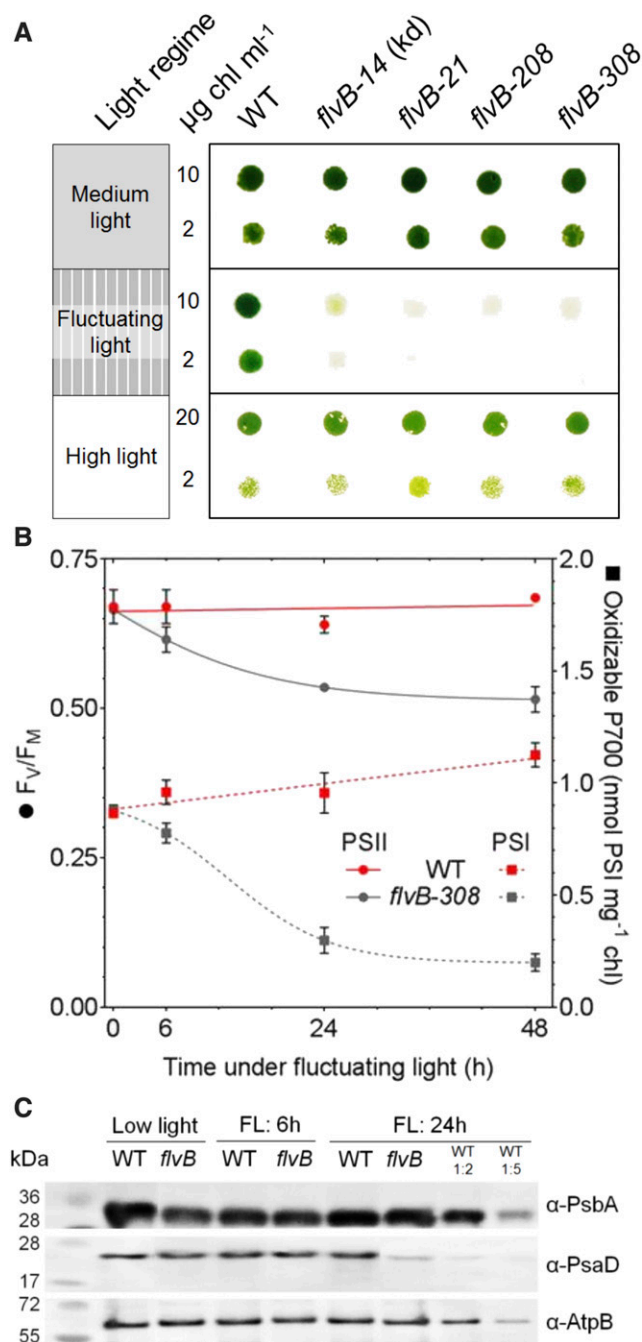 A
Light regime
µg chl ml⁻¹
WT
flvB-14 (kd)
flvB-21
flvB-208
flvB-308
Medium
light
10
2
Fluctuating
light
10
2
High light
20
2
B
0.75
0.50
0.25
0.00
● Fv/FM
2.0
1.5
1.0
0.5
0.0
■ Oxidizable P700 (nmol PSI mg⁻¹ chl)
PSII PSI
WT
flvB-308
0 6 24 48
Time under fluctuating light (h)
C
Low light FL: 6h FL: 24h
kDa WT flvB WT flvB WT flvB WT 1:2 WT 1:5
36
28
α-PsbA
28
17
α-PsaD
72
55
α-AtpB